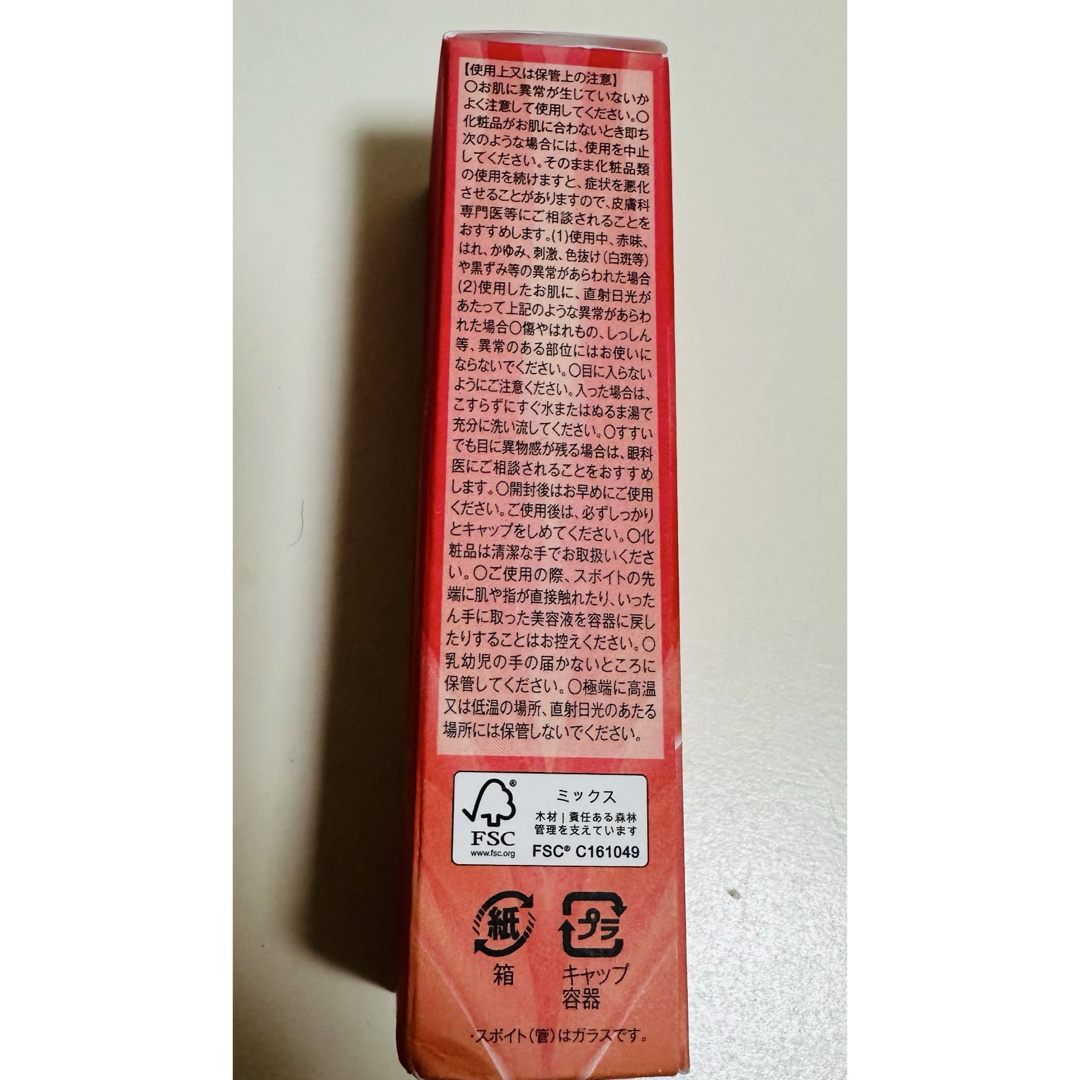 【使用上又は保管上の注意】
〇お肌に異常が生じていないか
よく注意して使用してください。〇
化粧品がお肌に合わないとき即ち
次のような場合には、使用を中止
してください。そのまま化粧品類
の使用を続けますと、症状を悪化
させることがありますので、皮膚科
専門医等にご相談されることを
おすすめします。(1)使用中、赤味、
はれ、かゆみ、刺激、色抜け(白斑等)
や黒ずみ等の異常があらわれた場合
(2)使用したお肌に、直射日光が
あたって上記のような異常があらわ
れた場合〇傷やはれもの、しっしん
等、異常のある部位にはお使いに
ならないでください。〇目に入らない
ようにご注意ください。入った場合は、
こすらずにすぐ水またはぬるま湯で
充分に洗い流してください。〇すすい
でも目に異物感が残る場合は、眼科
医にご相談されることをおすすめ
します。〇開封後はお早めにご使用
ください。ご使用後は、必ずしっかり
とキャップをしめてください。〇化
粧品は清潔な手でお取扱いくださ
い。〇ご使用の際、スポイトの先
端に肌や指が直接触れたり、いった
ん手に取った美容液を容器に戻し
たりすることはお控えください。〇
乳幼児の手の届かないところに
保管してください。〇極端に高温
又は低温の場所、直射日光のあたる
場所には保管しないでください。
FSC®
www.fsc.org
ミックス
木材|責任ある森林
管理を支えています
FSC® C161049
紙
箱
プラ
キャップ
容器
・スポイト(管)はガラスです。